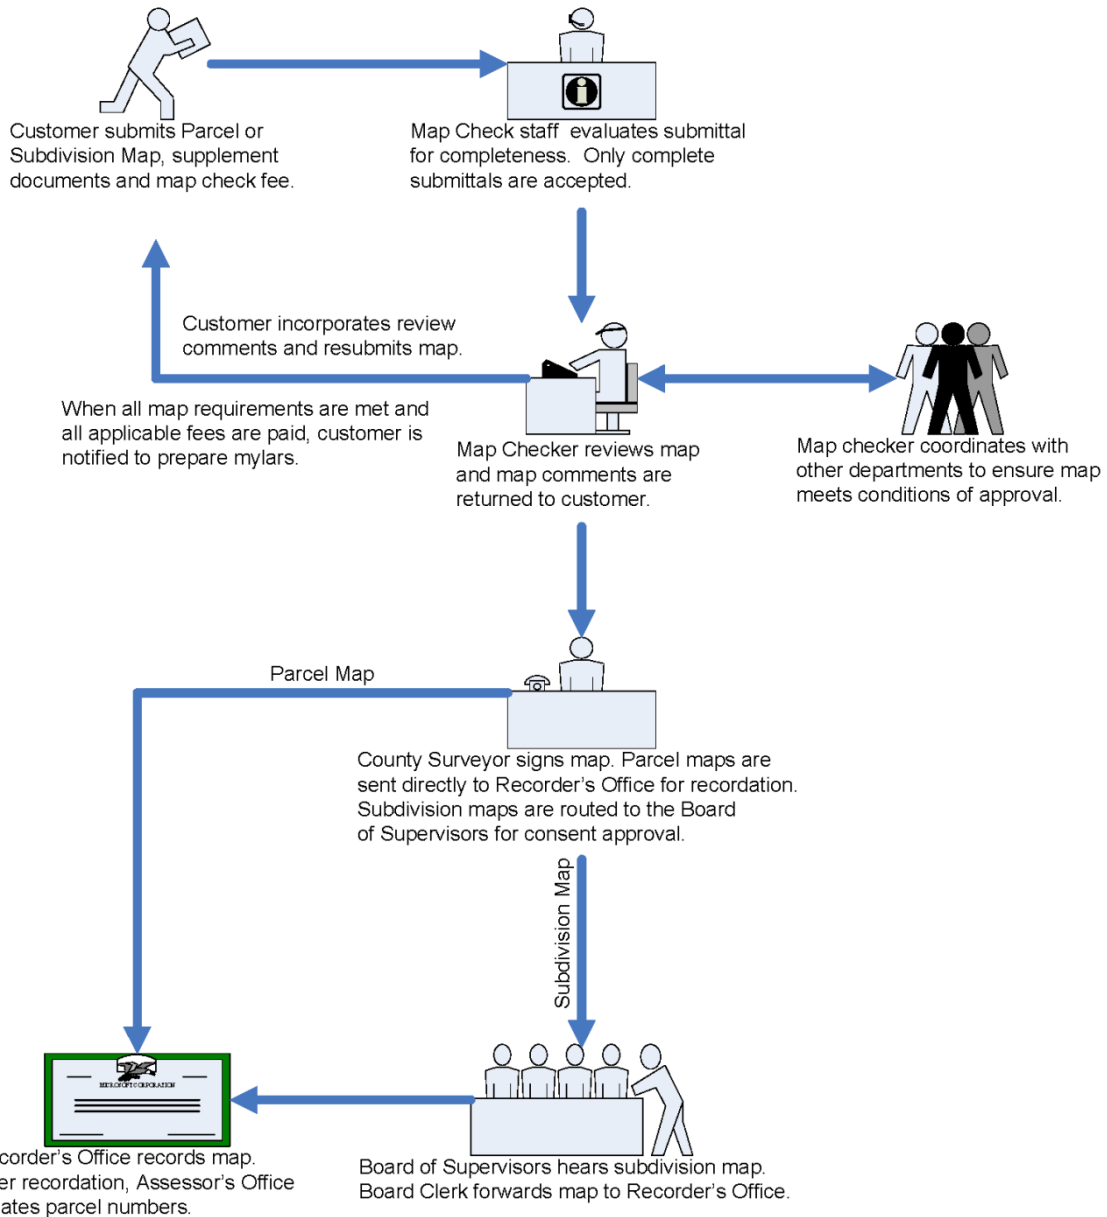 Customer submits Parcel or
Subdivision Map, supplement
documents and map check fee.
Map Check staff evaluates submittal
for completeness. Only complete
submittals are accepted.
Customer incorporates review
comments and resubmits map.
When all map requirements are met and
all applicable fees are paid, customer is
notified to prepare mylars.
Map Checker reviews map
and map comments are
returned to customer.
Map checker coordinates with
other departments to ensure map
meets conditions of approval.
Parcel Map
County Surveyor signs map. Parcel maps are
sent directly to Recorder's Office for recordation.
Subdivision maps are routed to the Board
of Supervisors for consent approval.
Subdivision Map
MICROSOFT CORPORATION
corder's Office records map.
er recordation, Assessor's Office
ates parcel numbers.
Board of Supervisors hears subdivision map.
Board Clerk forwards map to Recorder's Office.